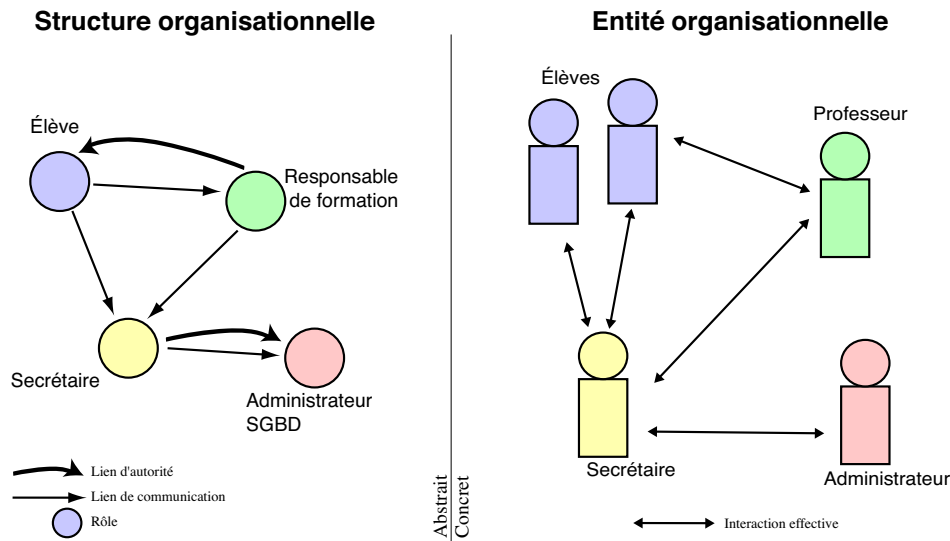 Structure organisationnelle
Élève
Responsable
de formation
Secrétaire
Administrateur
SGBD
Lien d'autorité
Lien de communication
Rôle
Abstrait
Concret
Entité organisationnelle
Élèves
Professeur
Secrétaire
Administrateur
Interaction effective